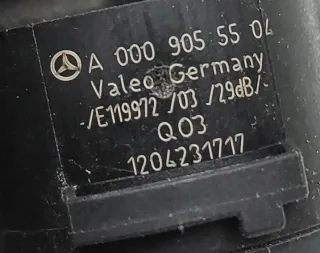 A 000 905 55 04
Valeo Germany
-/E119972 /03 /29dB/-
Q03
1204231717